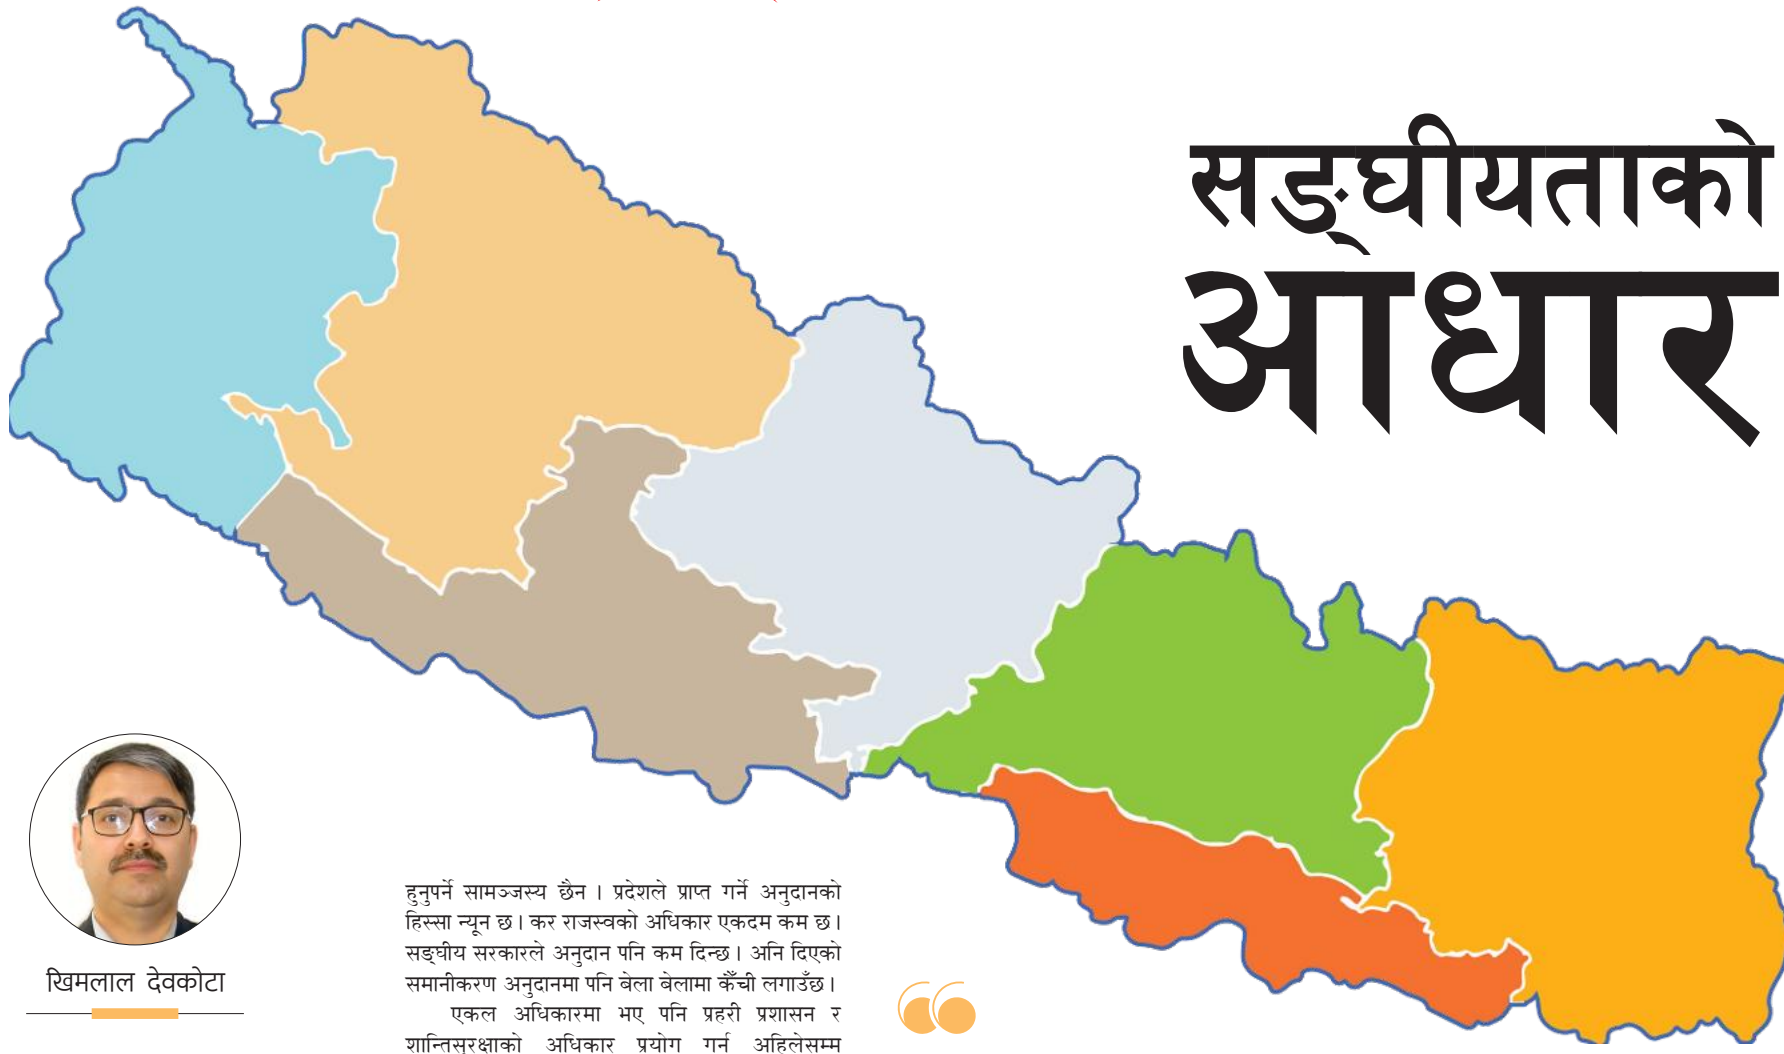 सङ्घीयताको
आधार
खिमलाल देवकोटा
हुनुपर्ने सामञ्जस्य छैन । प्रदेशले प्राप्त गर्ने अनुदानको
हिस्सा न्यून छ । कर राजस्वको अधिकार एकदम कम छ ।
सङ्घीय सरकारले अनुदान पनि कम दिन्छ । अनि दिएको
समानीकरण अनुदानमा पनि बेला बेलामा कैँची लगाउँछ ।
एकल अधिकारमा भए पनि प्रहरी प्रशासन र
शान्तिसुरक्षाको अधिकार प्रयोग गर्न अहिलेसम्म